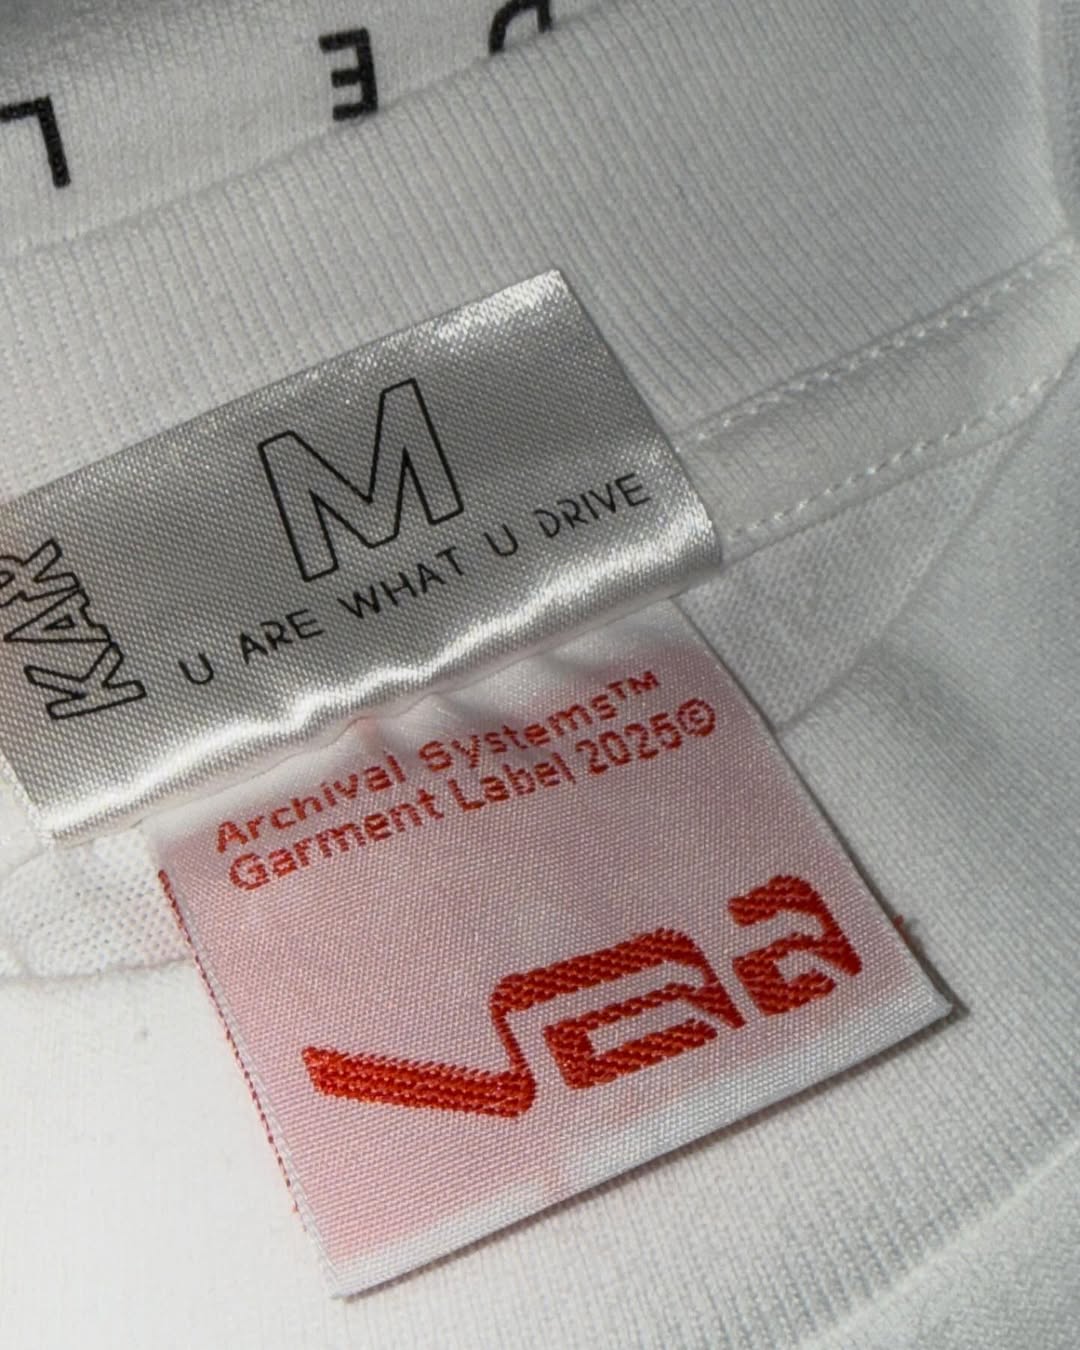 M
U ARE WHAT U DRIVE
KAR
Archival Systems™
Garment Label 2025©